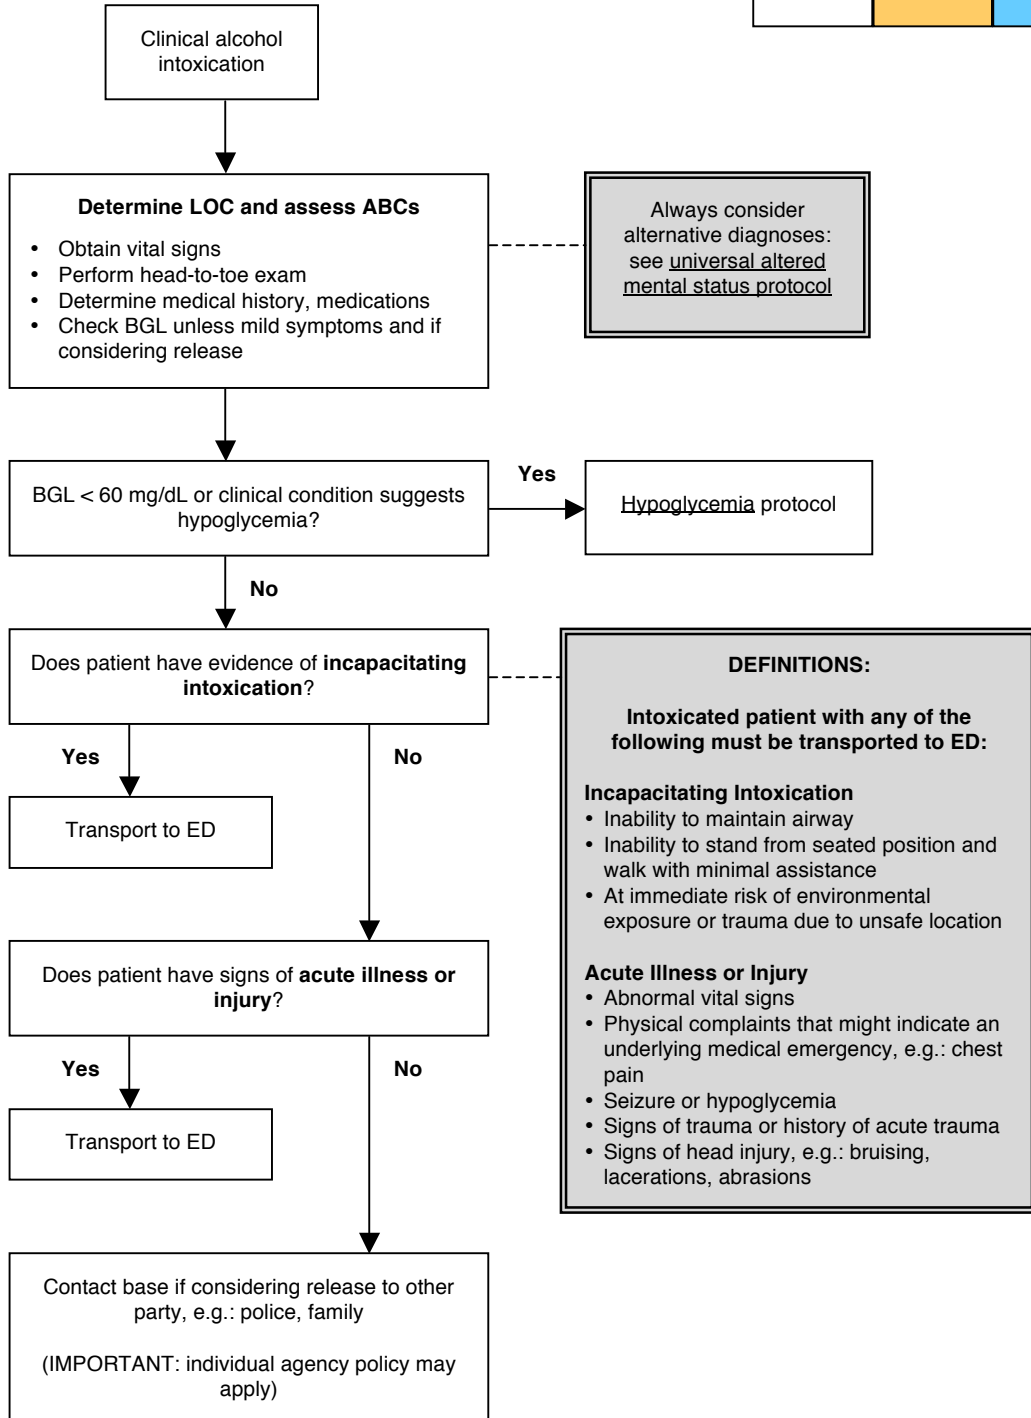 Clinical alcohol
intoxication
Determine LOC and assess ABCs
• Obtain vital signs
• Perform head-to-toe exam
• Determine medical history, medications
• Check BGL unless mild symptoms and if
considering release
Always consider
alternative diagnoses:
see universal altered
mental status protocol
BGL < 60 mg/dL or clinical condition suggests
hypoglycemia?
Yes
Hypoglycemia protocol
No
Does patient have evidence of incapacitating
intoxication?
Yes
No
Transport to ED
DEFINITIONS:
Intoxicated patient with any of the
following must be transported to ED:
Incapacitating Intoxication
• Inability to maintain airway
• Inability to stand from seated position and
walk with minimal assistance
• At immediate risk of environmental
exposure or trauma due to unsafe location
Acute Illness or Injury
• Abnormal vital signs
• Physical complaints that might indicate an
underlying medical emergency, e.g.: chest
pain
• Seizure or hypoglycemia
• Signs of trauma or history of acute trauma
• Signs of head injury, e.g.: bruising,
lacerations, abrasions
Does patient have signs of acute illness or
injury?
Yes
No
Transport to ED
Contact base if considering release to other
party, e.g.: police, family
(IMPORTANT: individual agency policy may
apply)